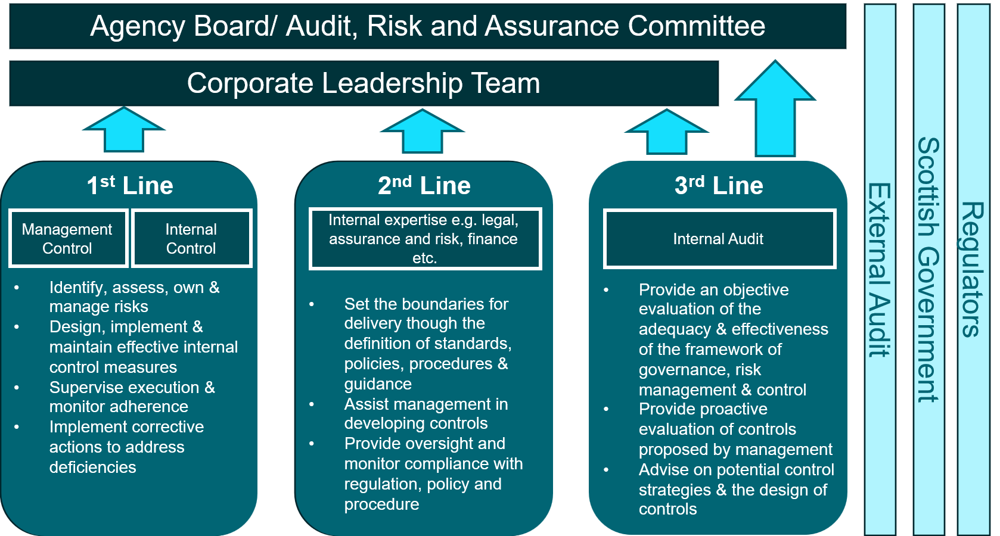 Agency Board/ Audit, Risk and Assurance Committee
Corporate Leadership Team
1st Line
Management
Control
Internal
Control
• Identify, assess, own &
manage risks
• Design, implement &
maintain effective internal
control measures
• Supervise execution &
monitor adherence
• Implement corrective
actions to address
deficiencies
2nd Line
Internal expertise e.g. legal,
assurance and risk, finance
etc.
• Set the boundaries for
delivery though the
definition of standards,
policies, procedures &
guidance
• Assist management in
developing controls
• Provide oversight and
monitor compliance with
regulation, policy and
procedure
3rd Line
Internal Audit
• Provide an objective
evaluation of the
adequacy & effectiveness
of the framework of
governance, risk
management & control
• Provide proactive
evaluation of controls
proposed by management
• Advise on potential control
strategies & the design of
controls
External Audit
Scottish Government
Regulators